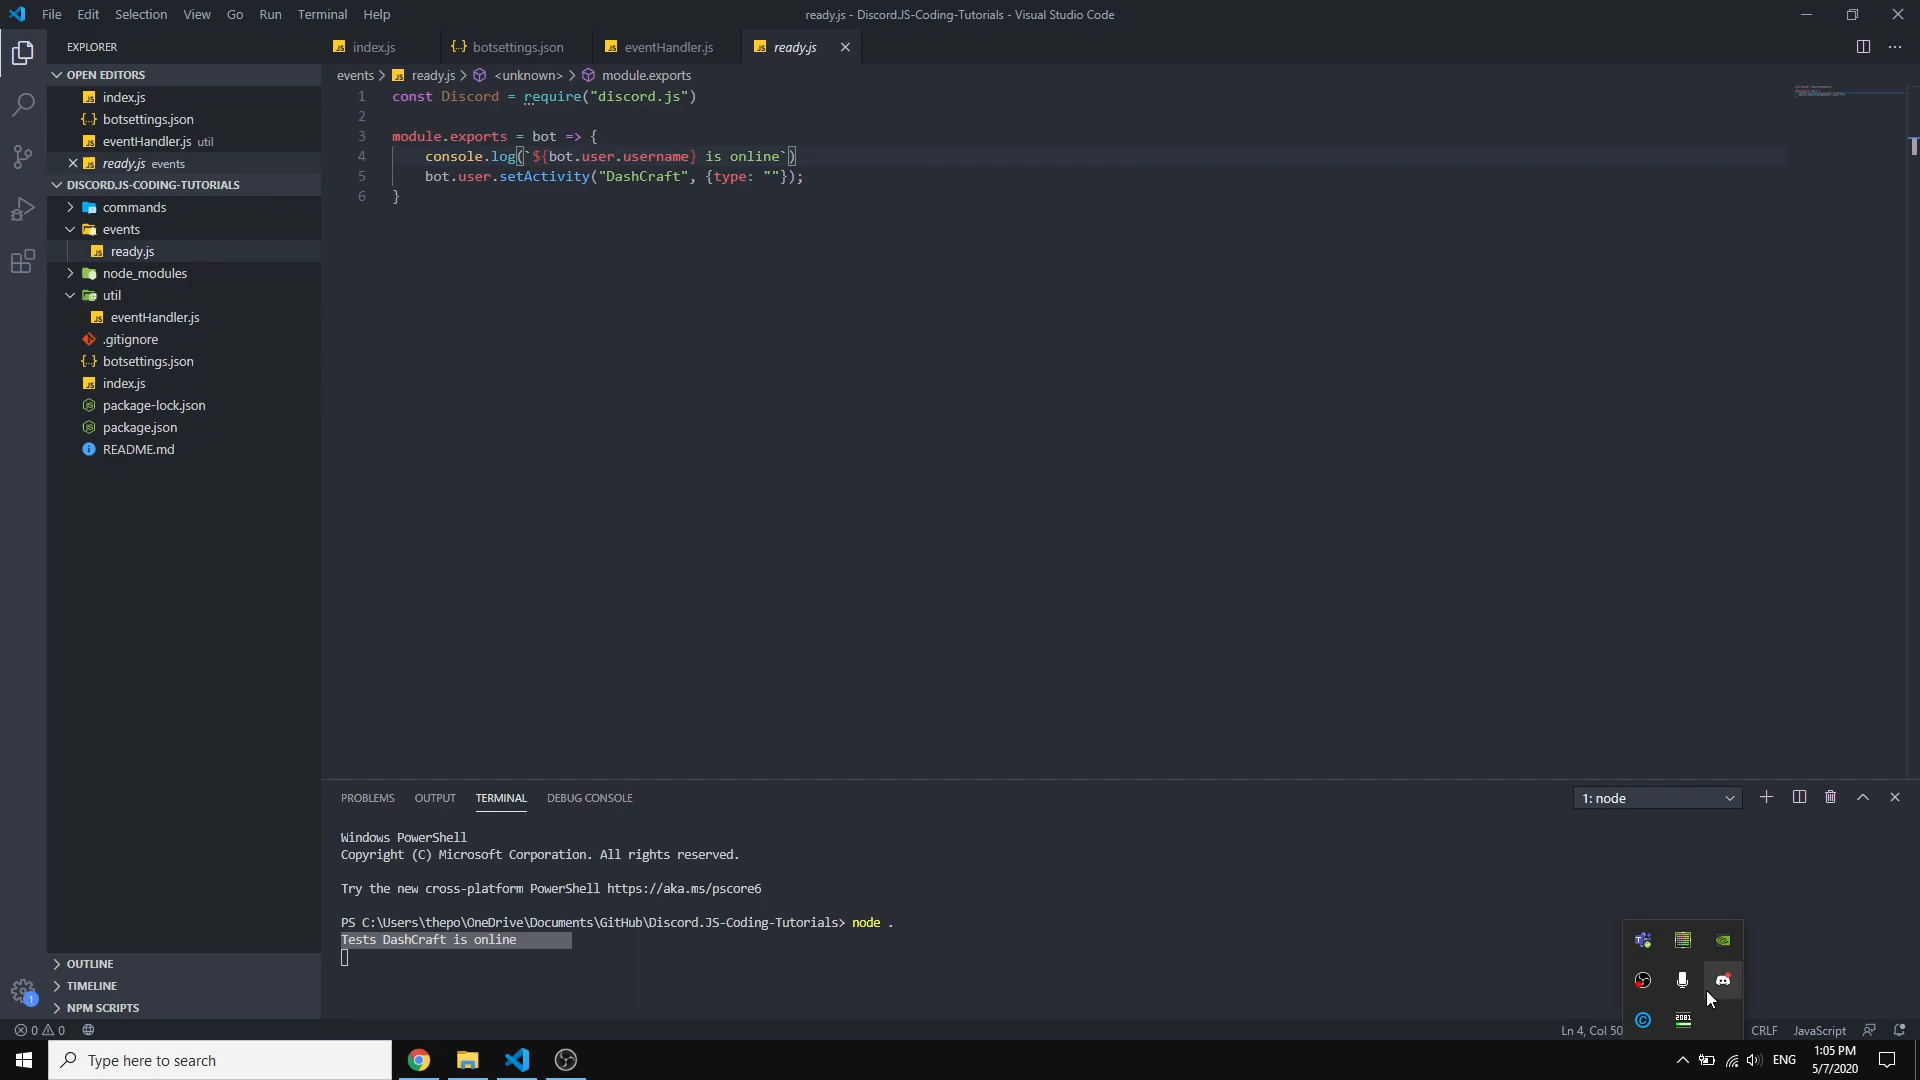 File Edit Selection View Go Run Terminal Help
ready.js - Discord.JS-Coding-Tutorials - Visual Studio Code
EXPLORER
OPEN EDITORS
index.js
botsettings.json
eventHandler.js util
ready.js events
DISCORD.JS-CODING-TUTORIALS
commands
events
ready.js
node_modules
util
eventHandler.js
.gitignore
botsettings.json
index.js
package-lock.json
package.json
README.md
OUTLINE
TIMELINE
NPM SCRIPTS
index.js botsettings.json eventHandler.js ready.js
events > ready.js > <unknown> > module.exports
1 const Discord = require("discord.js")
2
3 module.exports = bot => {
4 console.log(`${bot.user.username} is online`)
5 bot.user.setActivity("DashCraft", {type: ""});
6 }
PROBLEMS OUTPUT TERMINAL DEBUG CONSOLE
1: node
Windows PowerShell
Copyright (C) Microsoft Corporation. All rights reserved.
Try the new cross-platform PowerShell https://aka.ms/pscore6
PS C:\Users\thepo\OneDrive\Documents\GitHub\Discord.JS-Coding-Tutorials> node .
Tests DashCraft is online
1
0 0
Ln 4, Col 50
CRLF JavaScript
Type here to search
ENG
1:05 PM
5/7/2020